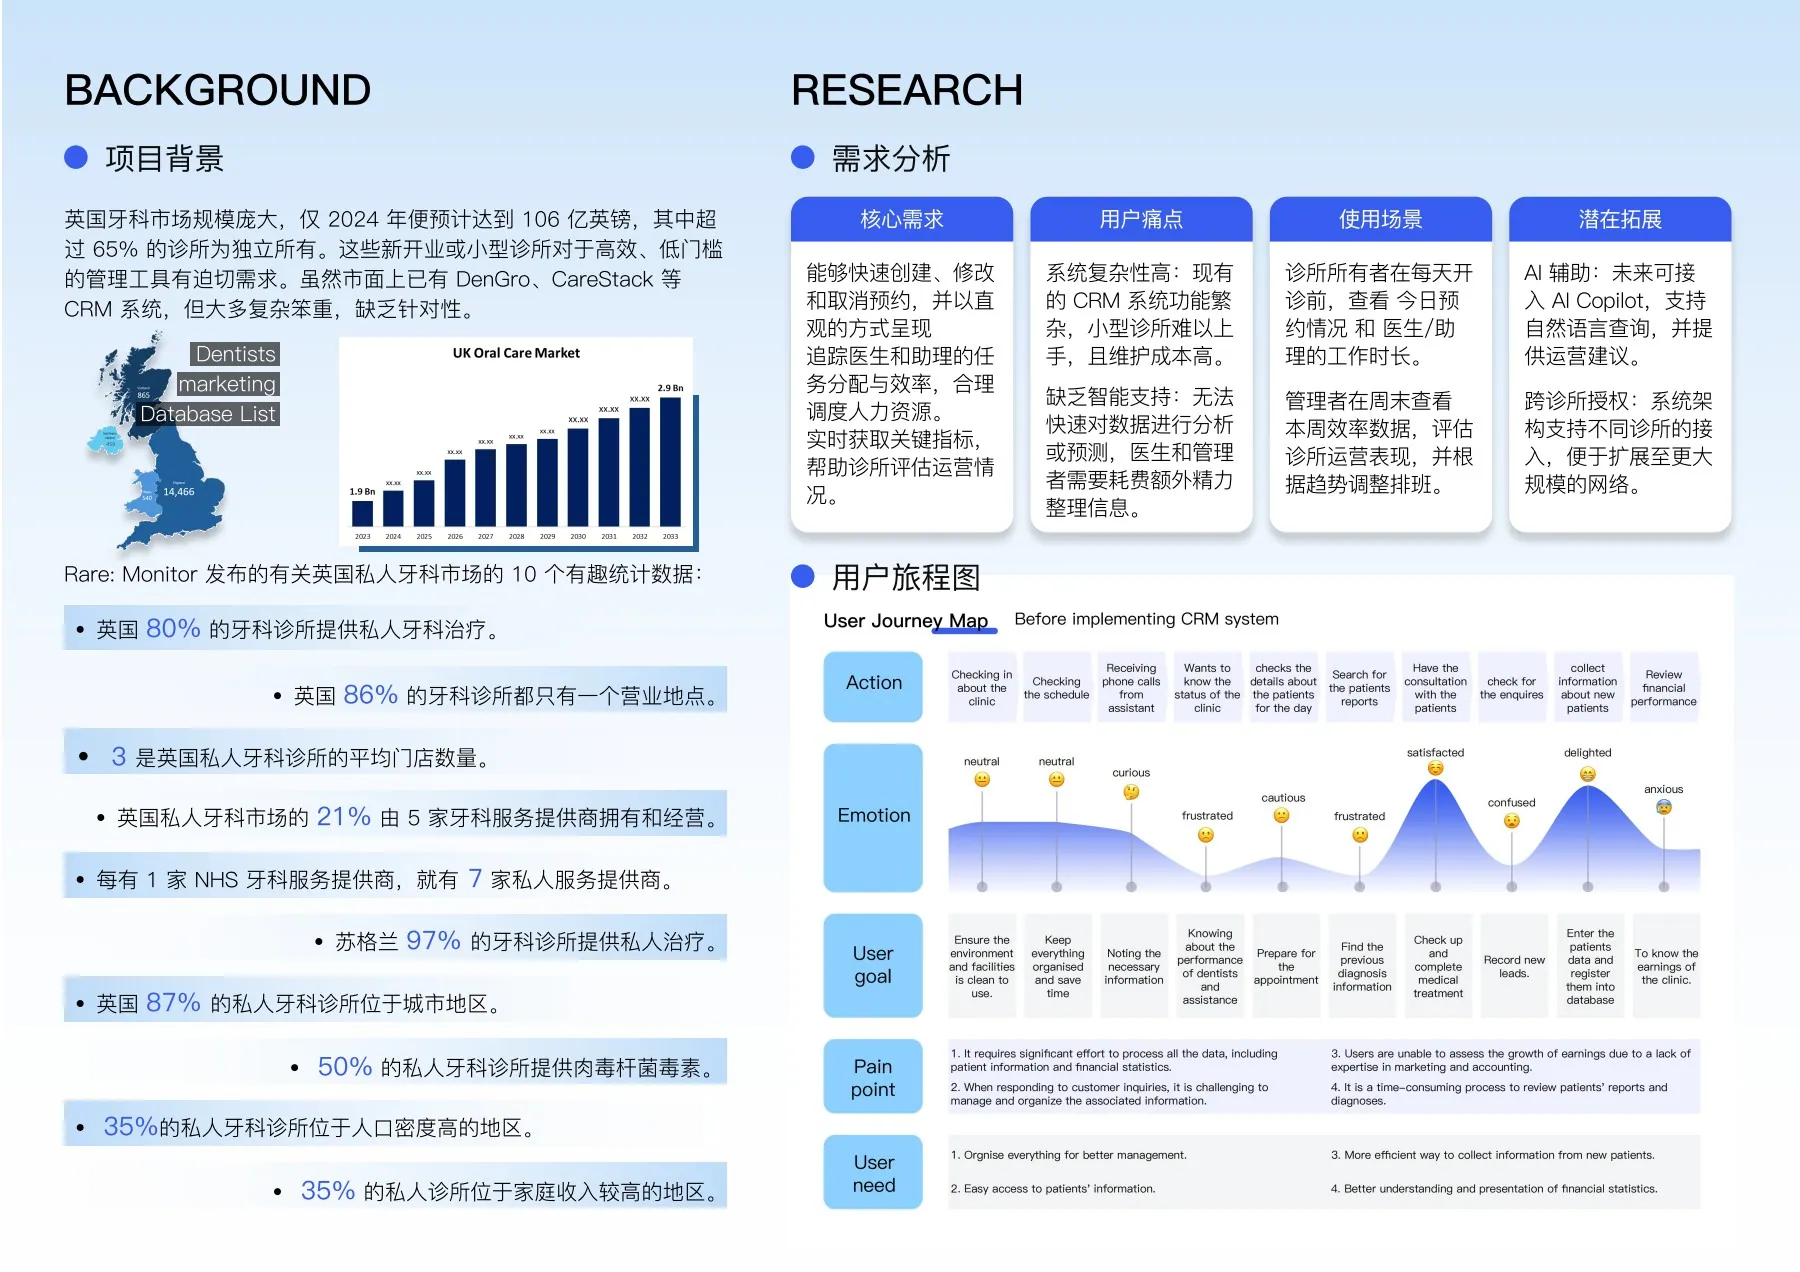 BACKGROUND
项目背景
英国牙科市场规模庞大，仅 2024 年便预计达到 106 亿英镑，其中超
过 65% 的诊所为独立所有。这些新开业或小型诊所对于高效、低门槛
的管理工具有迫切需求。虽然市面上已有 DenGro、CareStack 等
CRM 系统，但大多复杂笨重，缺乏针对性。
Dentists
marketing
Database List
865
14,466
540
UK Oral Care Market
1.9 Bn
xx.xx
xx.xx
xx.xx
xx.xx
xx.xx
xx.xx
xx.xx
xx.xx
xx.xx
2.9 Bn
2023 2024 2025 2026 2027 2028 2029 2030 2031 2032 2033
Rare: Monitor 发布的有关英国私人牙科市场的 10 个有趣统计数据：
• 英国 80% 的牙科诊所提供私人牙科治疗。
• 英国 86% 的牙科诊所都只有一个营业地点。
• 3 是英国私人牙科诊所的平均门店数量。
• 英国私人牙科市场的 21% 由 5 家牙科服务提供商拥有和经营。
• 每有 1 家 NHS 牙科服务提供商，就有 7 家私人服务提供商。
• 苏格兰 97% 的牙科诊所提供私人治疗。
• 英国 87% 的私人牙科诊所位于城市地区。
• 50% 的私人牙科诊所提供肉毒杆菌毒素。
• 35%的私人牙科诊所位于人口密度高的地区。
• 35% 的私人诊所位于家庭收入较高的地区。
RESEARCH
需求分析
核心需求
能够快速创建、修改
和取消预约，并以直
观的方式呈现
追踪医生和助理的任
务分配与效率，合理
调度人力资源。
实时获取关键指标，
帮助诊所评估运营情
况。
用户痛点
系统复杂性高：现有
的 CRM 系统功能繁
杂，小型诊所难以上
手，且维护成本高。
缺乏智能支持：无法
快速对数据进行分析
或预测，医生和管理
者需要耗费额外精力
整理信息。
使用场景
诊所所有者在每天开
诊前，查看 今日预
约情况 和 医生/助
理的工作时长。
管理者在周末查看
本周效率数据，评估
诊所运营表现，并根
据趋势调整排班。
潜在拓展
AI 辅助：未来可接
入 AI Copilot，支持
自然语言查询，并提
供运营建议。
跨诊所授权：系统架
构支持不同诊所的接
入，便于扩展至更大
规模的网络。
用户旅程图
User Journey Map Before implementing CRM system
Action
Checking in
about the
clinic
Checking
the schedule
Receiving
phone calls
from
assistant
Wants to
know the
status of the
clinic
checks the
details about
the patients
for the day
Search for
the patients
reports
Have the
consultation
with the
patients
check for
the enquires
collect
information
about new
patients
Review
financial
performance
Emotion
neutral
neutral
curious
frustrated
cautious
frustrated
satisfacted
confused
delighted
anxious
User
goal
Ensure the
environment
and facilities
is clean to
use.
Keep
everything
organised
and save
time
Noting the
necessary
information
Knowing
about the
performance
of dentists
and
assistance
Prepare for
the
appointment
Find the
previous
diagnosis
information
Check up
and
complete
medical
treatment
Record new
leads.
Enter the
patients
data and
register
them into
database
To know the
earnings of
the clinic.
Pain
point
1. It requires significant effort to process all the data, including
patient information and financial statistics.
2. When responding to customer inquiries, it is challenging to
manage and organize the associated information.
3. Users are unable to assess the growth of earnings due to a lack of
expertise in marketing and accounting.
4. It is a time-consuming process to review patients' reports and
diagnoses.
User
need
1. Orgnise everything for better management.
2. Easy access to patients' information.
3. More efficient way to collect information from new patients.
4. Better understanding and presentation of financial statistics.